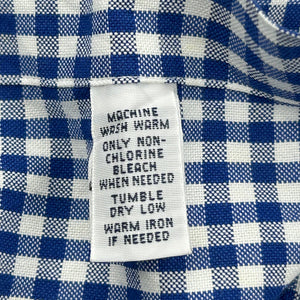 MACHINE
WASH WARM
ONLY NON-
CHLORINE
BLEACH
WHEN NEEDED
TUMBLE
DRY LOW
WARM IRON
IF NEEDED